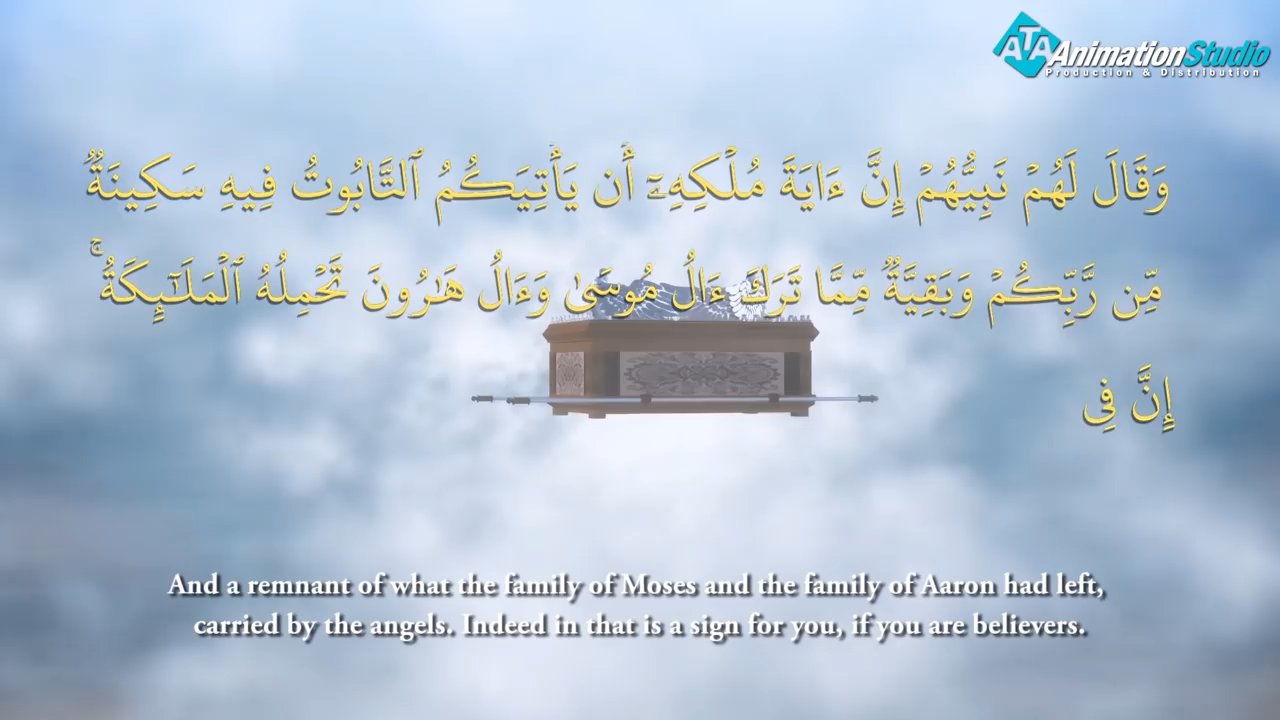 ATA AnimationStudio
Production & Distribution
وَقَالَ لَهُمْ نَبِيُّهُمْ إِنَّ ءَايَةَ مُلْكِهِۦٓ أَن يَأْتِيَكُمُ ٱلتَّابُوتُ فِيهِ سَكِينَةٌ
مِّن رَّبِّكُمْ وَبَقِيَّةٌ مِّمَّا تَرَكَ ءَالُ مُوسَىٰ وَءَالُ هَٰرُونَ تَحْمِلُهُ ٱلْمَلَٰٓئِكَةُ ۚ
إِنَّ فِى
And a remnant of what the family of Moses and the family of Aaron had left,
carried by the angels. Indeed in that is a sign for you, if you are believers.